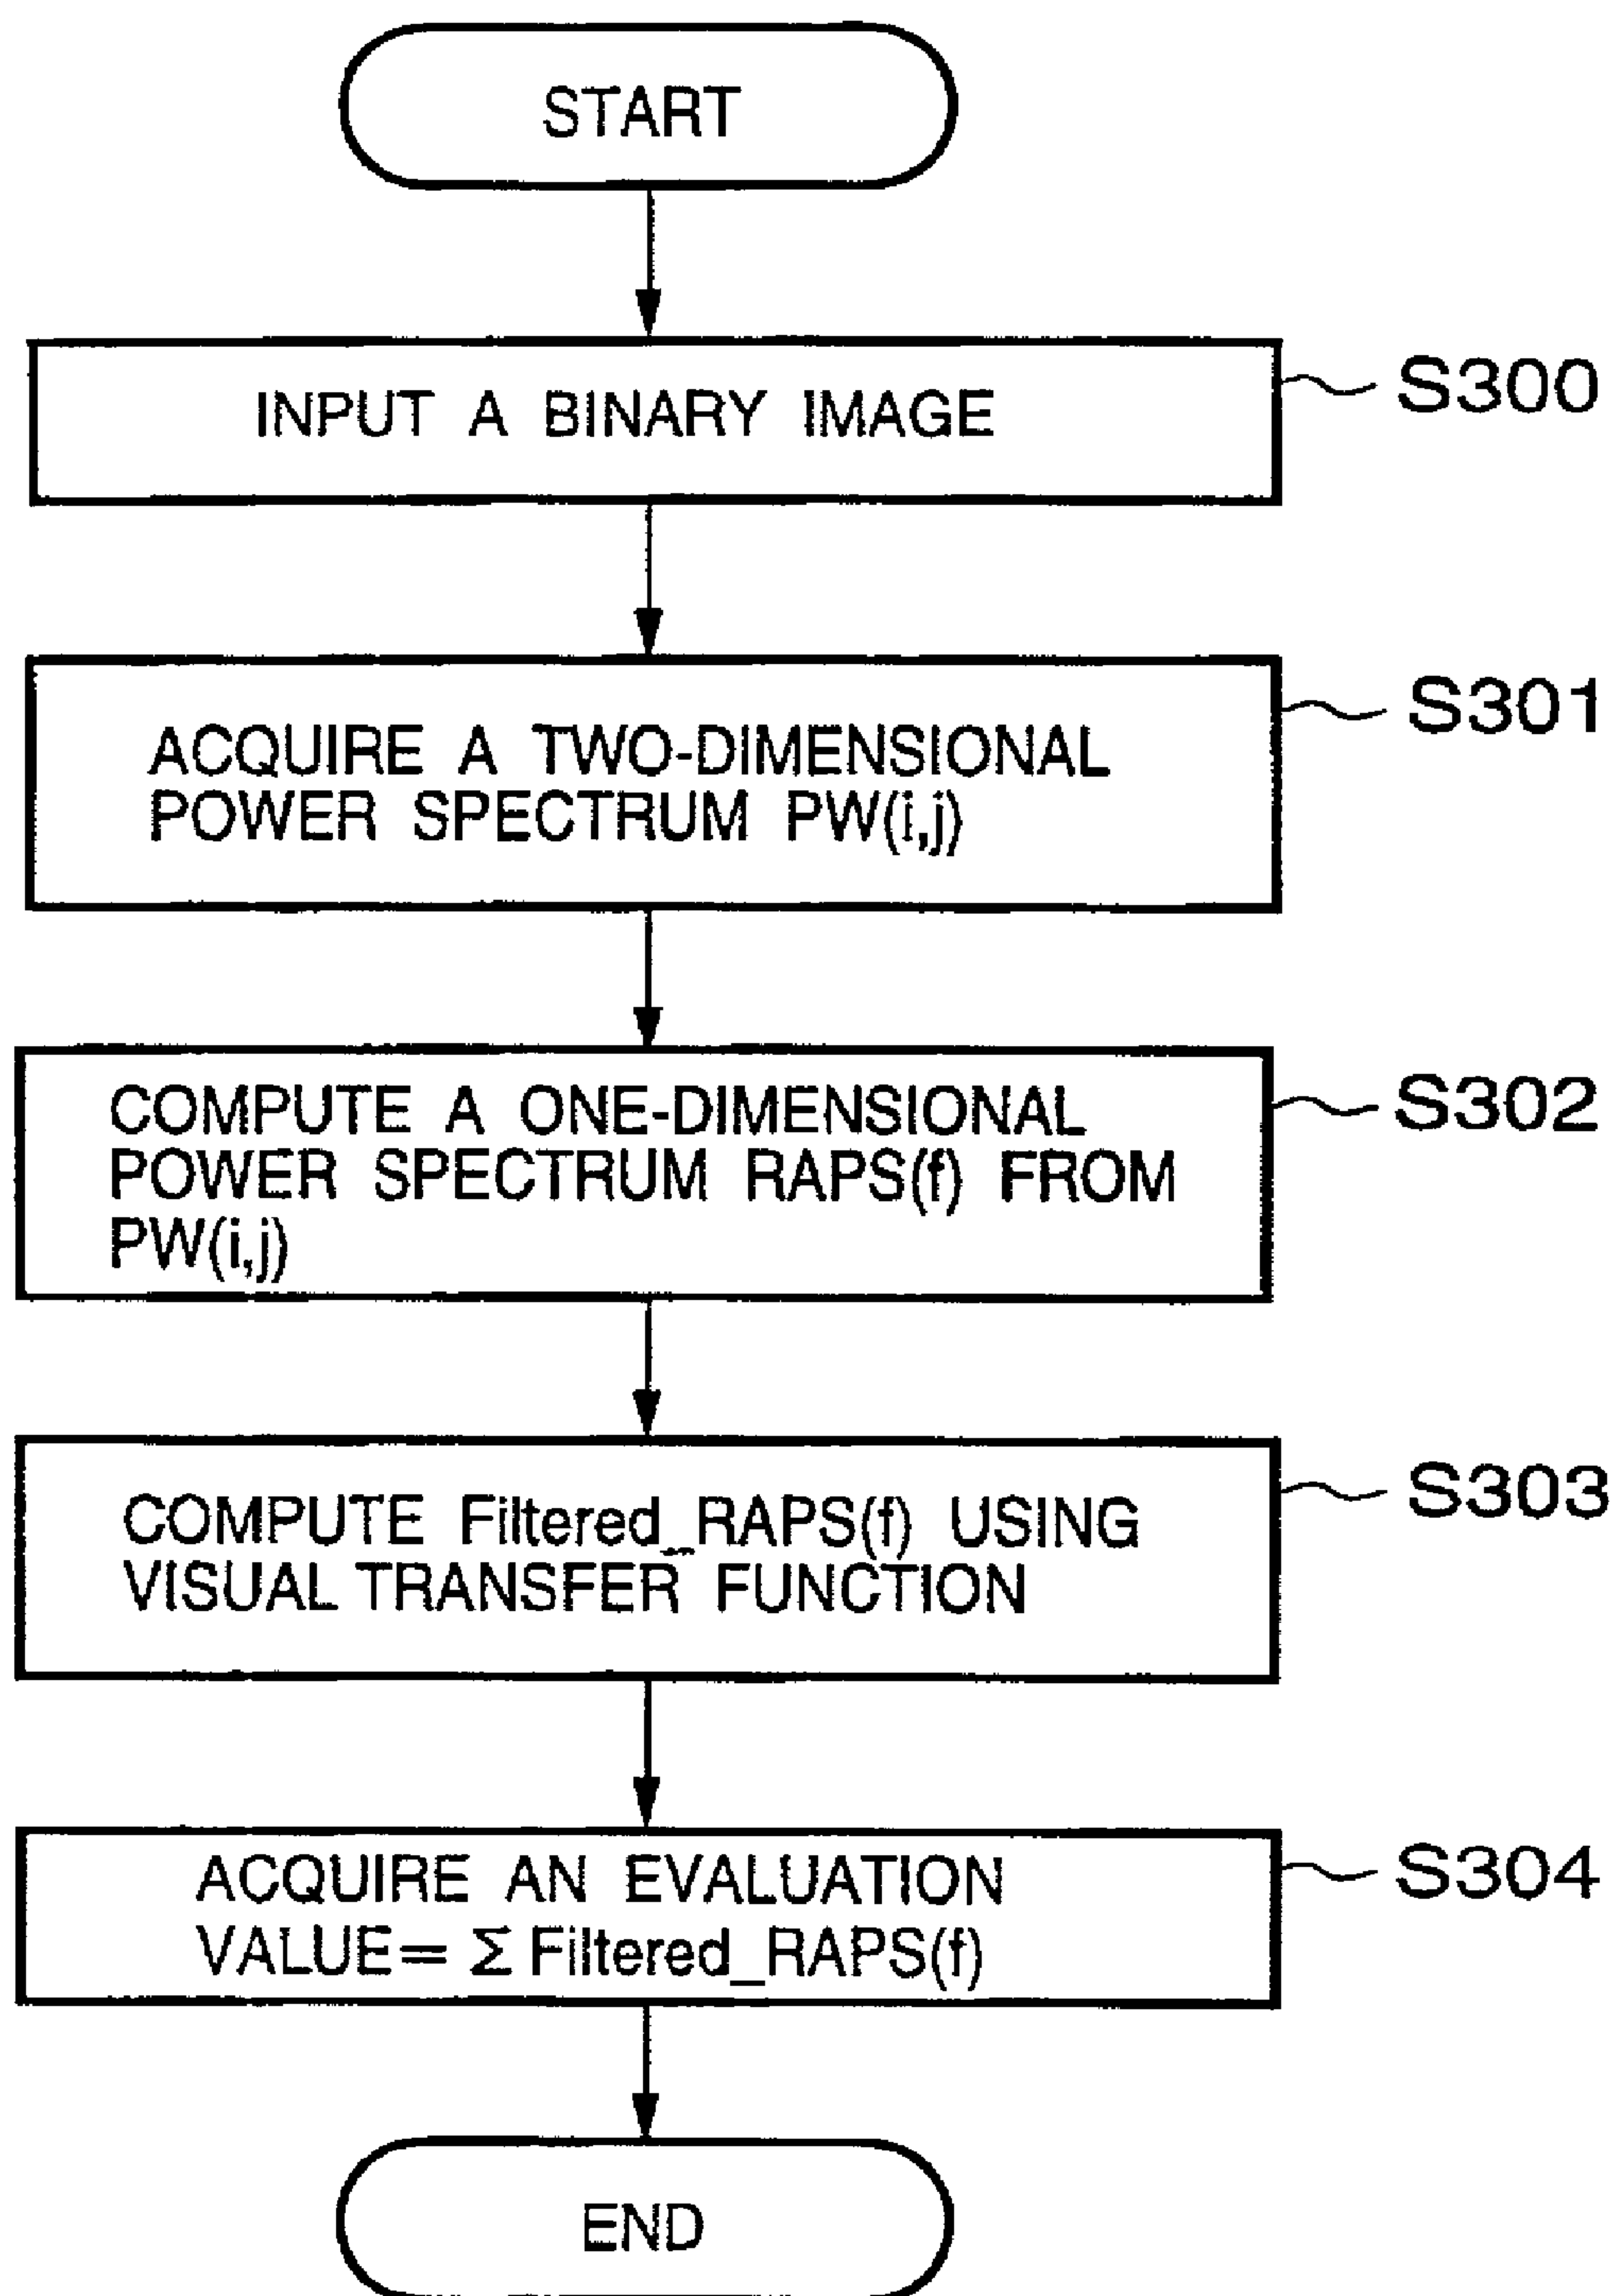 START
INPUT A BINARY IMAGE
S300
ACQUIRE A TWO-DIMENSIONAL
POWER SPECTRUM PW(i,j)
S301
COMPUTE A ONE-DIMENSIONAL
POWER SPECTRUM RAPS(f) FROM
PW(i,j)
S302
COMPUTE Filtered_RAPS(f) USING
VISUAL TRANSFER FUNCTION
S303
ACQUIRE AN EVALUATION
VALUE= Σ Filtered_RAPS(f)
S304
END